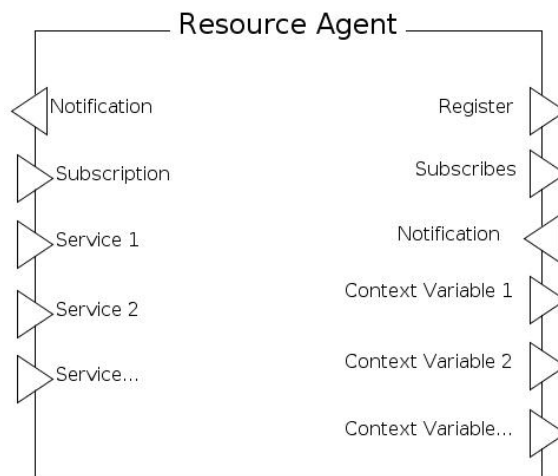 Resource Agent
Notification
Subscription
Service 1
Service 2
Service...
Register
Subscribes
Notification
Context Variable 1
Context Variable 2
Context Variable...